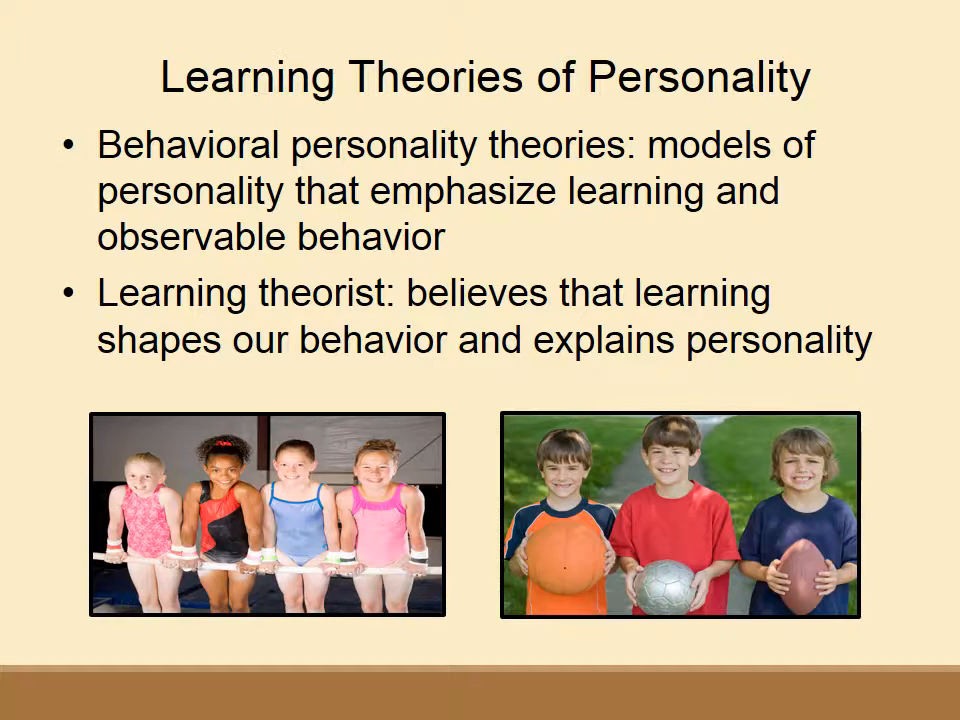 Learning Theories of Personality
• Behavioral personality theories: models of
personality that emphasize learning and
observable behavior
• Learning theorist: believes that learning
shapes our behavior and explains personality